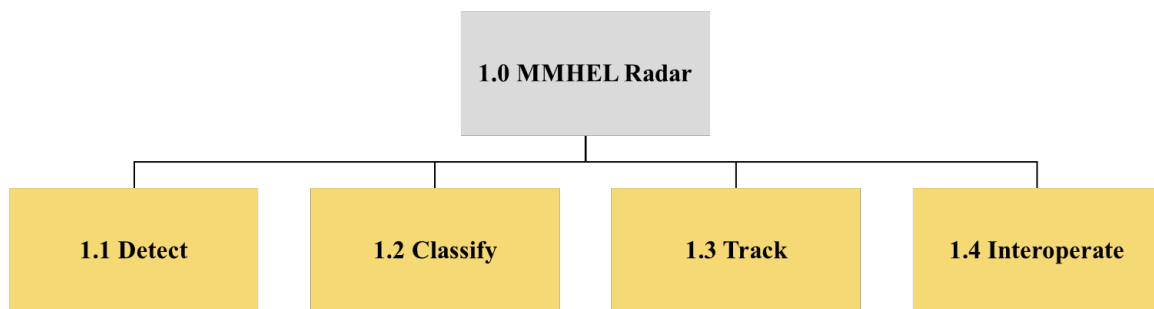 1.0 MMHEL Radar
1.1 Detect
1.2 Classify
1.3 Track
1.4 Interoperate